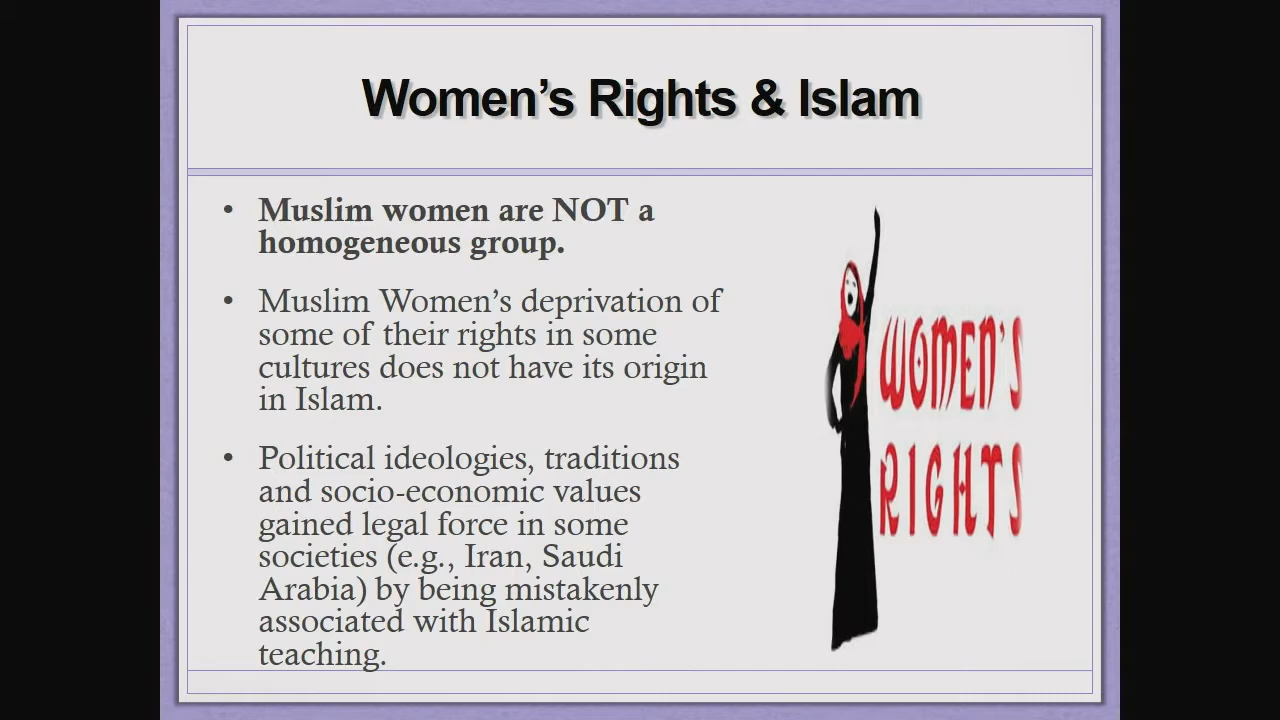 Women’s Rights & Islam
• Muslim women are NOT a
homogeneous group.
• Muslim Women’s deprivation of
some of their rights in some
cultures does not have its origin
in Islam.
• Political ideologies, traditions
and socio-economic values
gained legal force in some
societies (e.g., Iran, Saudi
Arabia) by being mistakenly
associated with Islamic
teaching.
WOMEN’S
RIGHTS